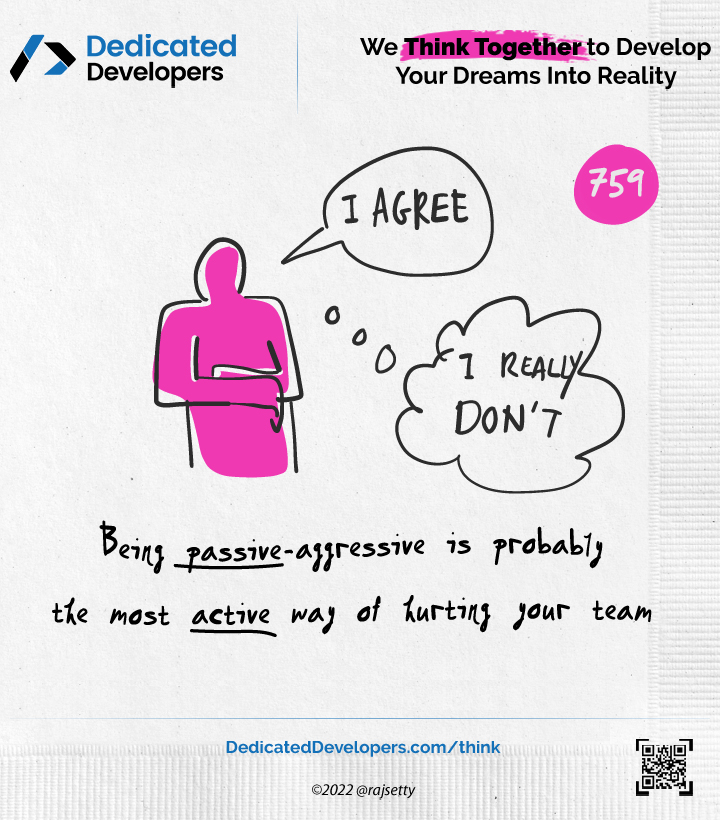 Dedicated
Developers
We Think Together to Develop
Your Dreams Into Reality
759
I AGREE
I REALLY
DON'T
Being passive-aggressive is probably
the most active way of hurting your team
DedicatedDevelopers.com/think
©2022 @rajsetty